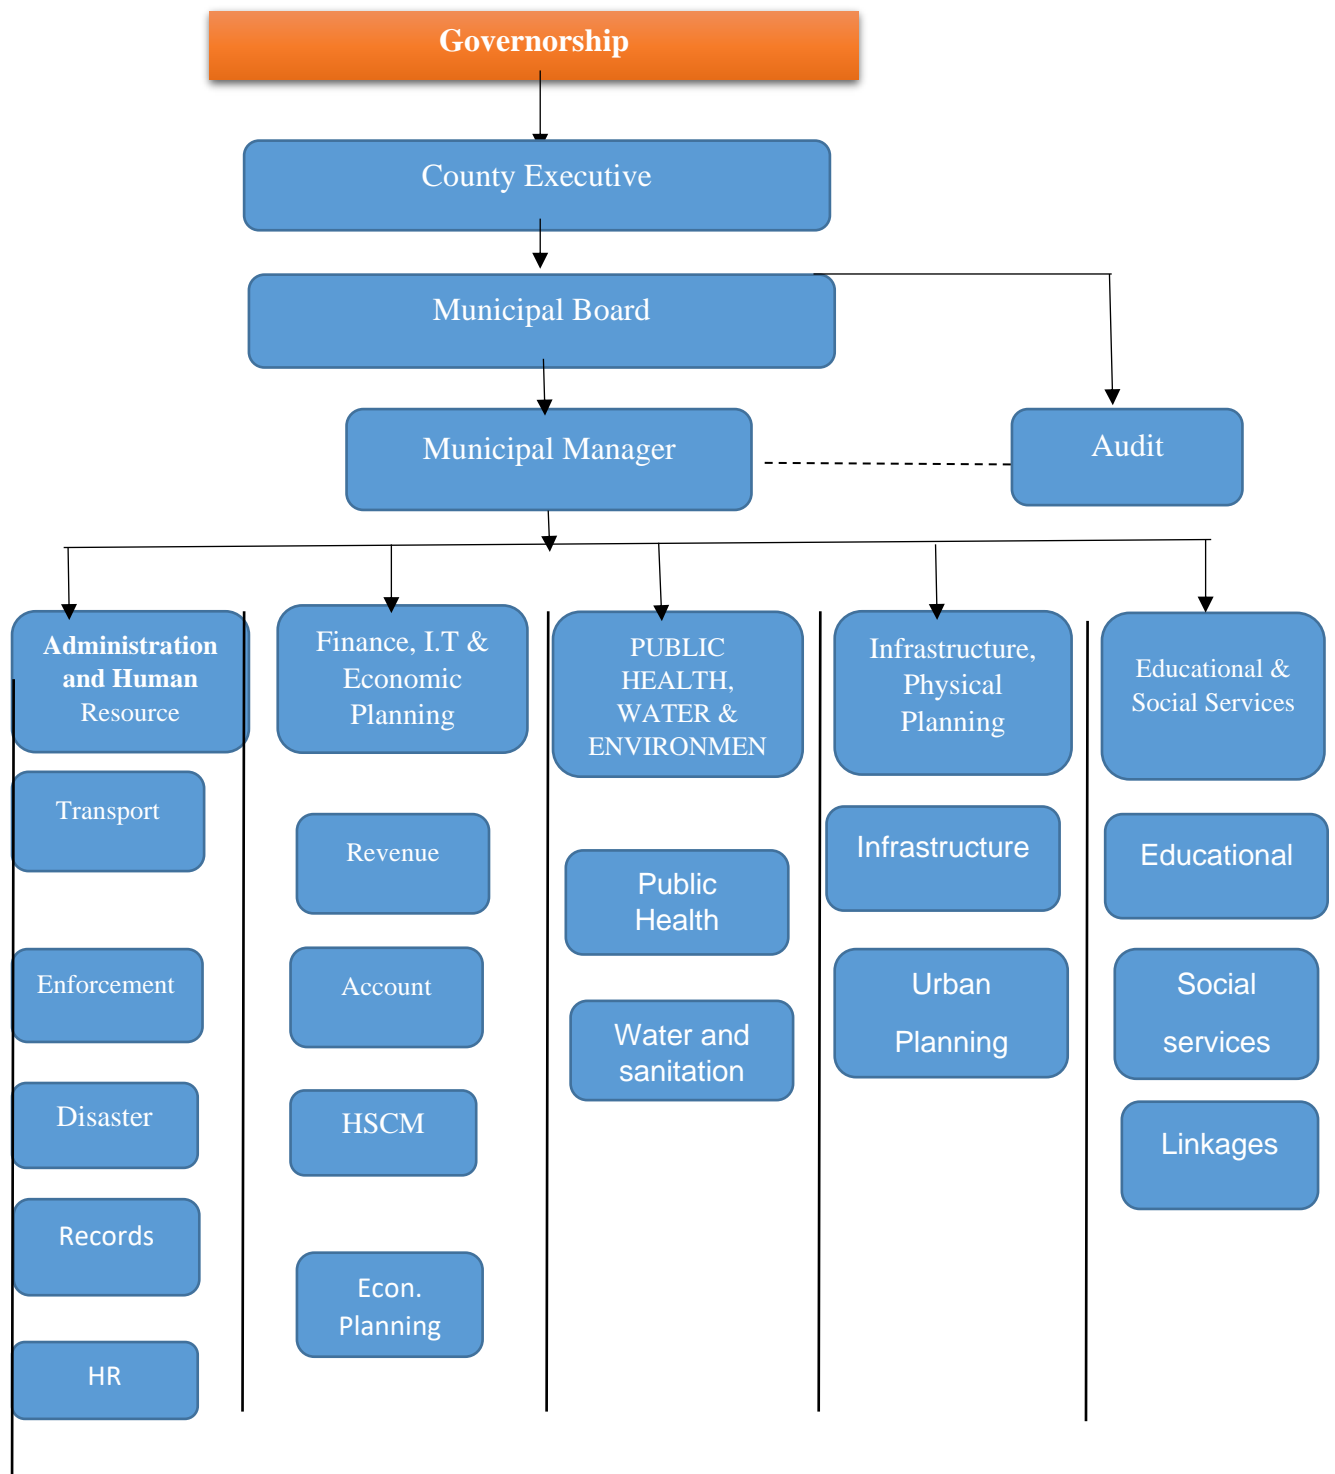 Governorship
County Executive
Municipal Board
Municipal Manager
Audit
Administration
and Human
Resource
Transport
Enforcement
Disaster
Records
HR
Finance, I.T &
Economic
Planning
Revenue
Account
HSCM
Econ.
Planning
PUBLIC
HEALTH,
WATER &
ENVIRONMEN
Public
Health
Water and
sanitation
Infrastructure,
Physical
Planning
Infrastructure
Urban
Planning
Educational &
Social Services
Educational
Social
services
Linkages